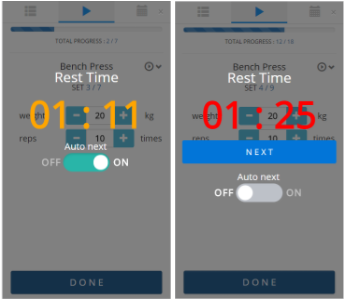 TOTAL PROGRESS : 2 / 7
Bench Press
Rest Time
SET 3 / 7
01 : 11
weight - 20 + kg
Auto next
reps - 10 + times
OFF ON
DONE
TOTAL PROGRESS : 12 / 15
Bench Press
Rest Time
SET 4 / 9
01 : 25
weight - 20 + kg
reps - 10 + times
NEXT
Auto next
OFF ON
DONE